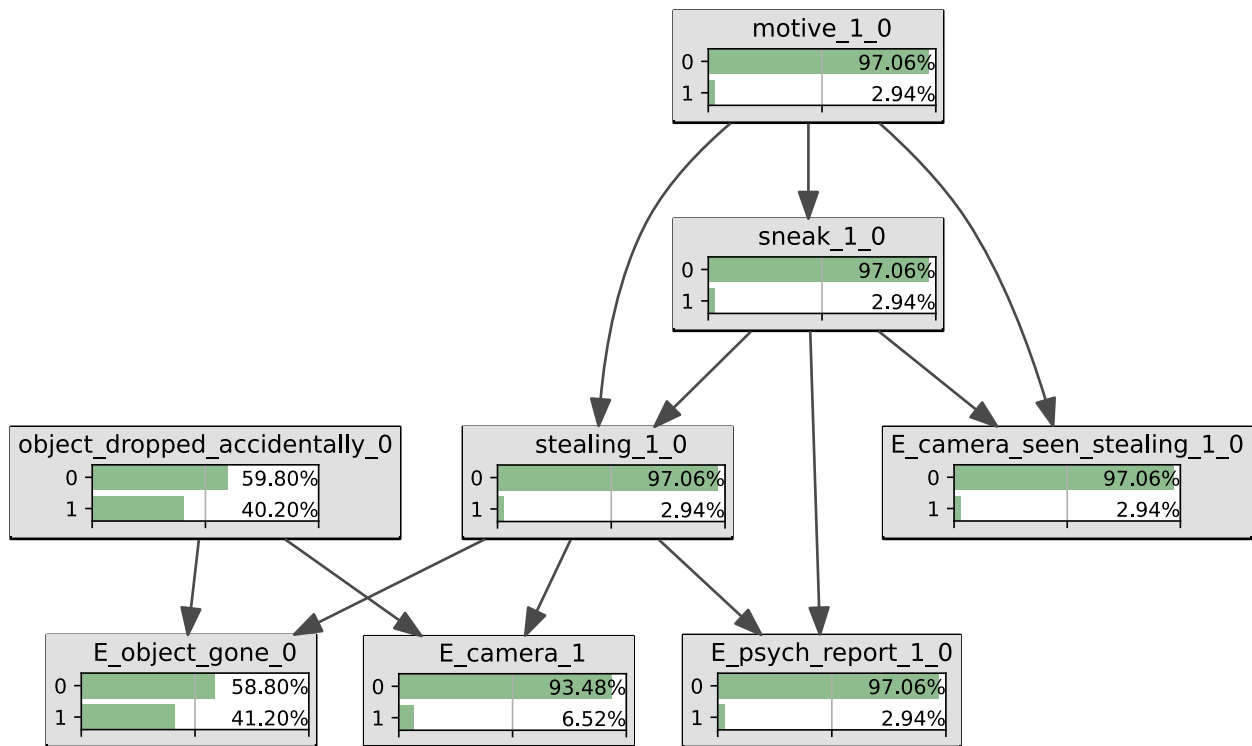 motive_1_0
0 97.06%
1 2.94%
sneak_1_0
0 97.06%
1 2.94%
object_dropped_accidentally_0
0 59.80%
1 40.20%
stealing_1_0
0 97.06%
1 2.94%
E_camera_seen_stealing_1_0
0 97.06%
1 2.94%
E_object_gone_0
0 58.80%
1 41.20%
E_camera_1
0 93.48%
1 6.52%
E_psych_report_1_0
0 97.06%
1 2.94%